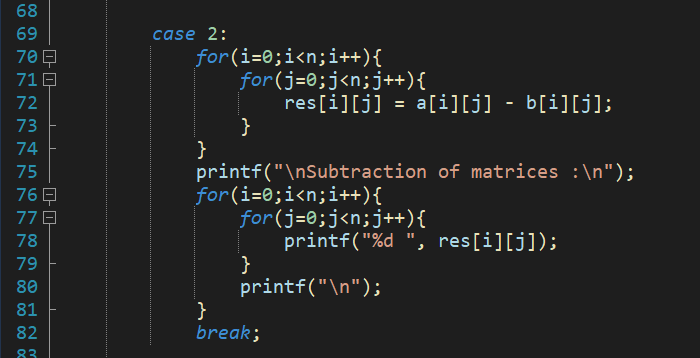 68
69 case 2:
70 for(i=0;i<n;i++){
71 for(j=0;j<n;j++){
72 res[i][j] = a[i][j] - b[i][j];
73 }
74 }
75 printf("\nSubtraction of matrices :\n");
76 for(i=0;i<n;i++){
77 for(j=0;j<n;j++){
78 printf("%d ", res[i][j]);
79 }
80 printf("\n");
81 }
82 break;
83